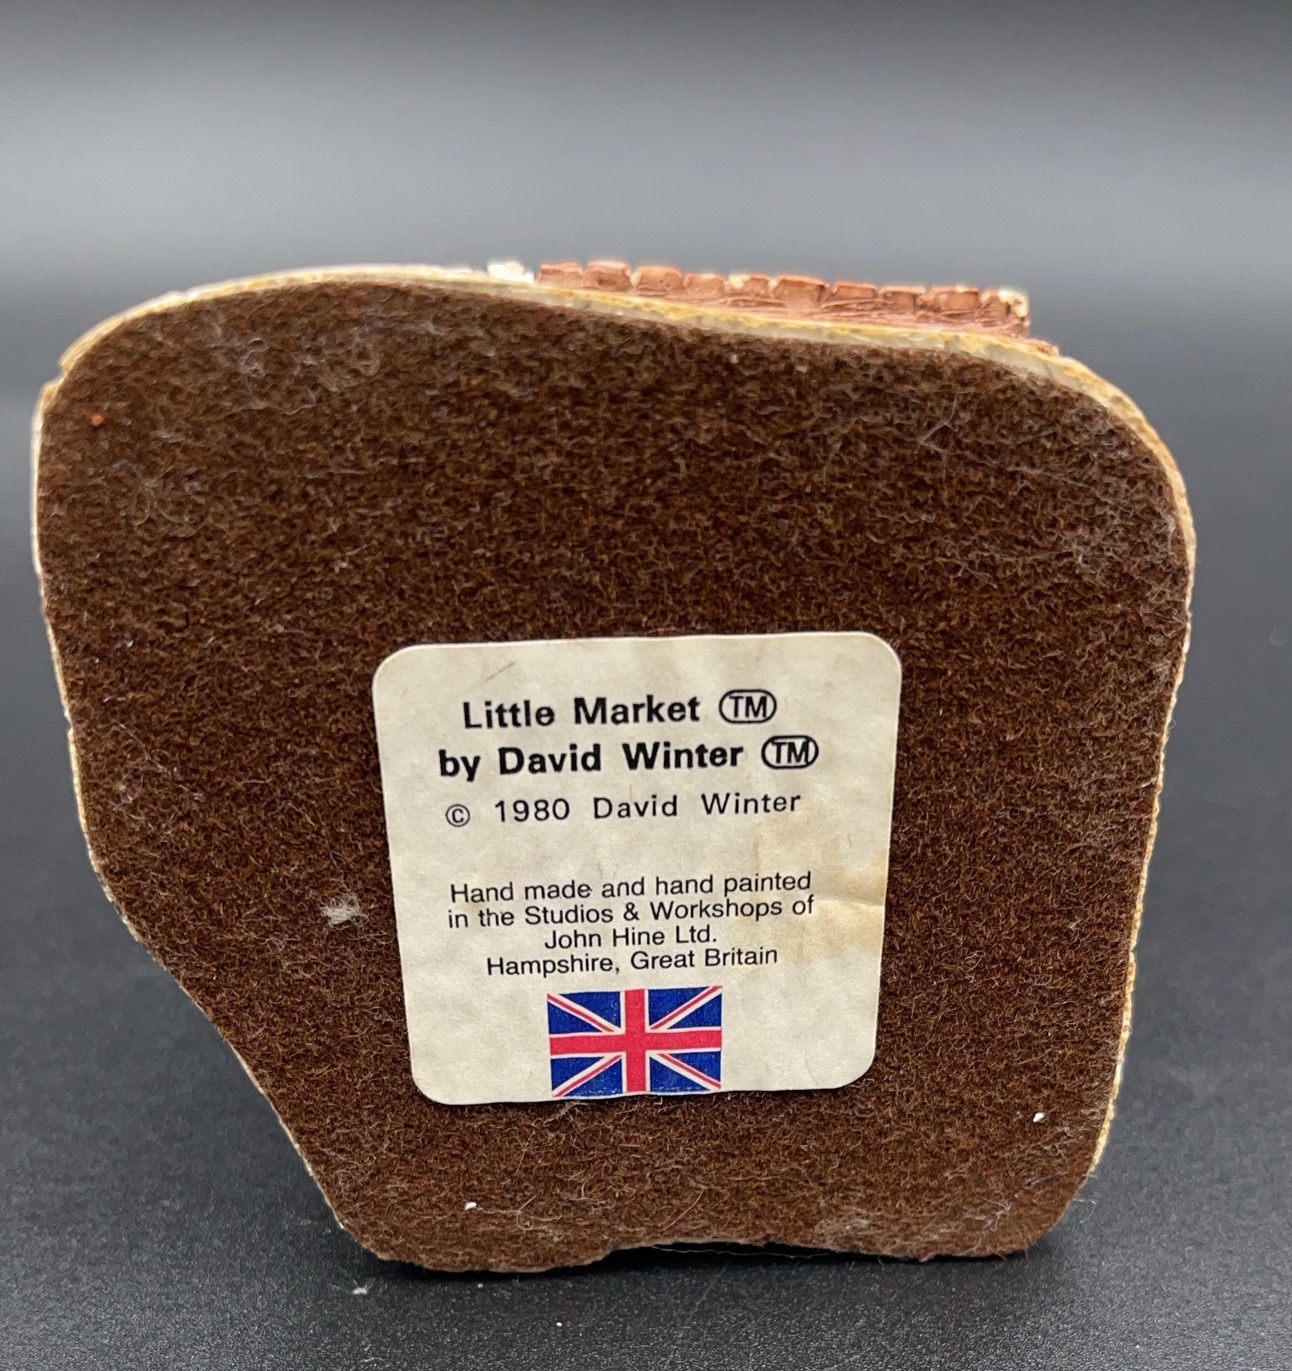 Little Market ™
by David Winter ™
© 1980 David Winter
Hand made and hand painted
in the Studios & Workshops of
John Hine Ltd.
Hampshire, Great Britain